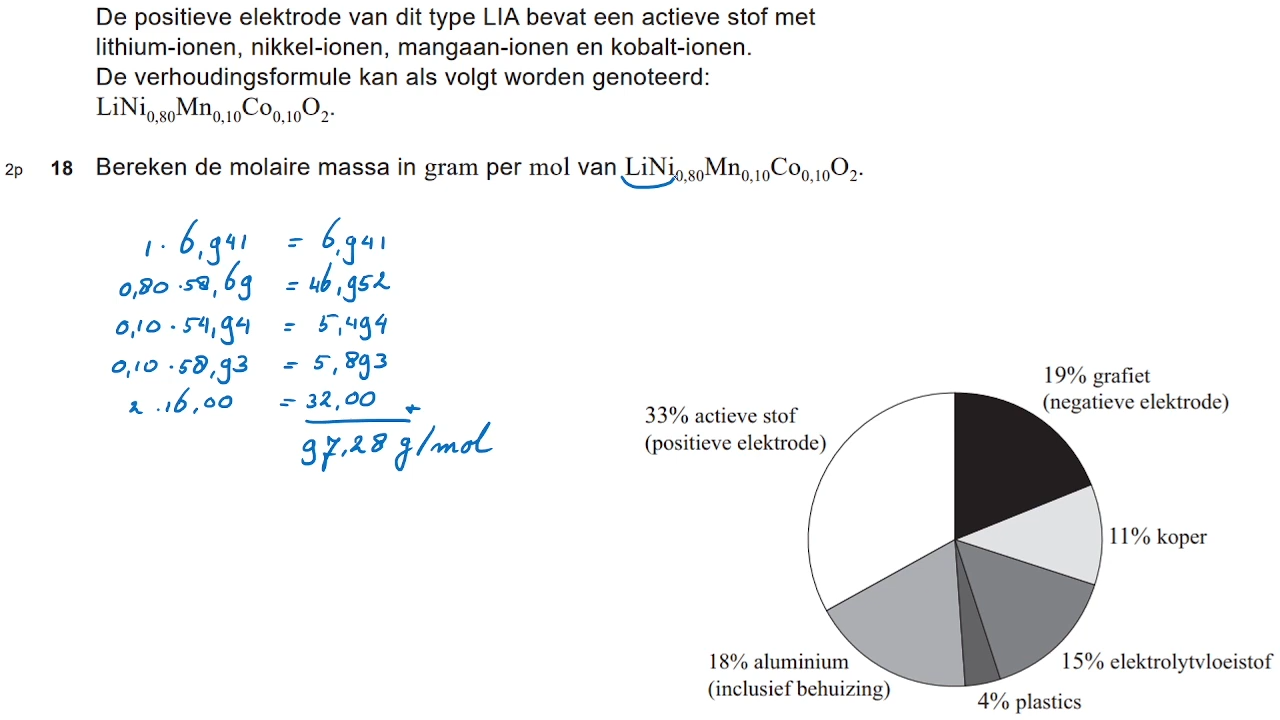 De positieve elektrode van dit type LIA bevat een actieve stof met
lithium-ionen, nikkel-ionen, mangaan-ionen en kobalt-ionen.
De verhoudingsformule kan als volgt worden genoteerd:
LiNi0,80Mn0,10Co0,10O2.
2p 18 Bereken de molaire massa in gram per mol van LiNi0,80Mn0,10Co0,10O2.
1 · 6,941 = 6,941
0,80 · 58,69 = 46,952
0,10 · 54,94 = 5,494
0,10 · 58,93 = 5,893
2 · 16,00 = 32,00 +
97,28 g/mol
19% grafiet
(negatieve elektrode)
33% actieve stof
(positieve elektrode)
11% koper
15% elektrolytvloeistof
18% aluminium
(inclusief behuizing)
4% plastics